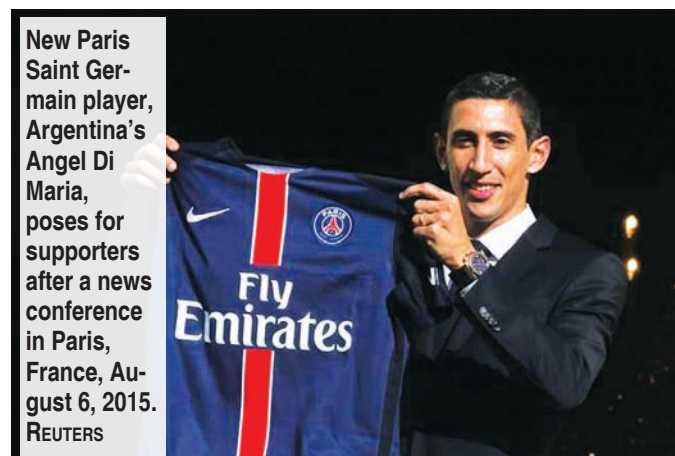 New Paris
Saint Ger-
main player,
Argentina's
Angel Di
Maria,
poses for
supporters
after a news
conference
in Paris,
France, Au-
gust 6, 2015.
REUTERS
PARIS
Fly
Emirates